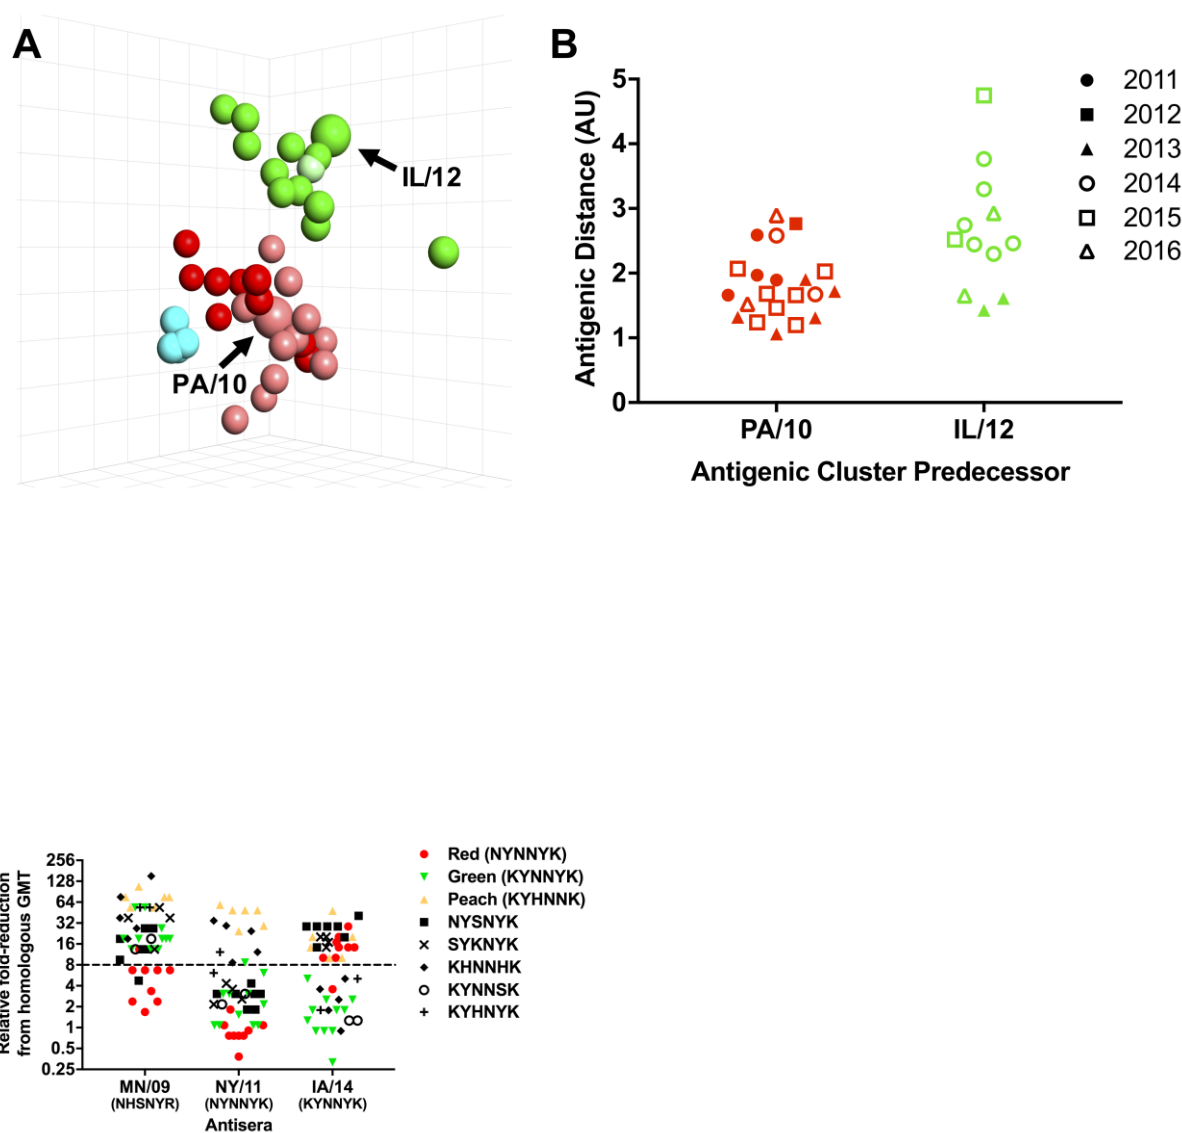 A
IL/12
PA/10
B
Antigenic Distance (AU)
5
4
3
2
1
0
PA/10
IL/12
Antigenic Cluster Predecessor
2011
2012
2013
2014
2015
2016
Relative fold-reduction
from homologous GMT
256
128
64
32
16
8
4
2
1
0.5
0.25
MN/09
(NHSNYR)
NY/11
(NYNNYK)
IA/14
(KYNNYK)
Antisera
Red (NYNNYK)
Green (KYNNYK)
Peach (KYHNNK)
NYSNYK
SYKNYK
KHNNHK
KYNNSK
KYHNYK